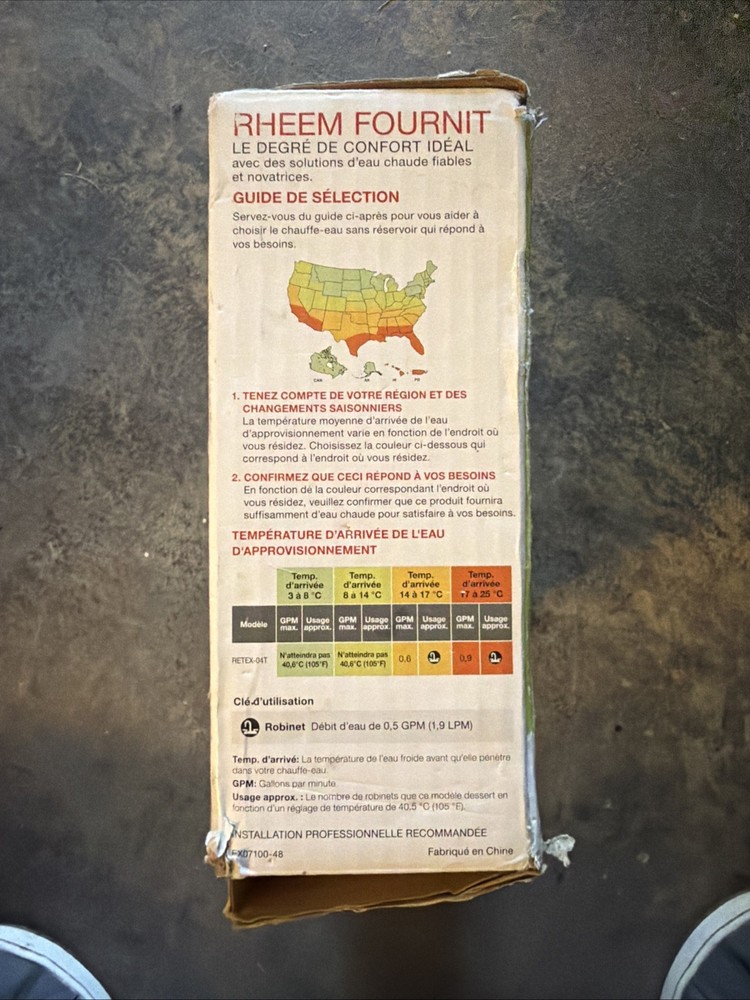 RHEEM FOURNIT
LE DEGRÉ DE CONFORT IDÉAL
avec des solutions d'eau chaude fiables
et novatrices.
GUIDE DE SÉLECTION
Servez-vous du guide ci-après pour vous aider à
choisir le chauffe-eau sans réservoir qui répond à
vos besoins.
1. TENEZ COMPTE DE VOTRE RÉGION ET DES
CHANGEMENTS SAISONNIERS
La température moyenne d'arrivée de l'eau
d'approvisionnement varie en fonction de l'endroit où
vous résidez. Choisissez la couleur ci-dessous qui
correspond à l'endroit où vous résidez.
2. CONFIRMEZ QUE CECI RÉPOND À VOS BESOINS
En fonction de la couleur correspondant l'endroit où
vous résidez, veuillez confirmer que ce produit fournira
suffisamment d'eau chaude pour satisfaire à vos besoins.
TEMPÉRATURE D'ARRIVÉE DE L'EAU
D'APPROVISIONNEMENT
Temp. d'arrivée 3 à 8 °C
Temp. d'arrivée 8 à 14 °C
Temp. d'arrivée 14 à 17 °C
Temp. d'arrivée 17 à 25 °C
Modèle GPM max. Usage approx. GPM max. Usage approx. GPM max. Usage approx. GPM max. Usage approx.
RETEX-04T N'atteindra pas 40,6°C (105°F) N'atteindra pas 40,6°C (105°F) 0.6 0,9
Clé d'utilisation
Robinet Débit d'eau de 0,5 GPM (1,9 LPM)
Temp. d'arrivé: La température de l'eau froide avant qu'elle pénètre
dans votre chauffe-eau.
GPM: Gallons par minute
Usage approx. : Le nombre de robinets que ce modèle dessert en
fonction d'un réglage de température de 40,5 °C (105 °F).
INSTALLATION PROFESSIONNELLE RECOMMANDÉE
EX07100-48 Fabriqué en Chine